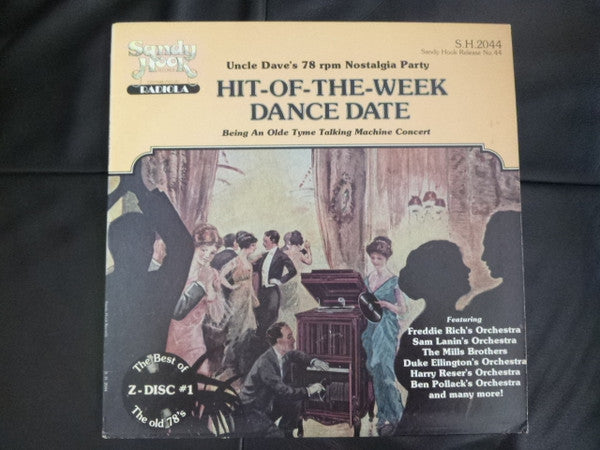 Sandy
Hook
RADIOLA
S.H.2044
Sandy Hook Release No. 44
Uncle Dave's 78 rpm Nostalgia Party
HIT-OF-THE-WEEK
DANCE DATE
Being An Olde Tyme Talking Machine Concert
Featuring
Freddie Rich's Orchestra
Sam Lanin's Orchestra
The Mills Brothers
Duke Ellington's Orchestra
Harry Reser's Orchestra
Ben Pollack's Orchestra
and many more!
The Best of
Z-DISC #1
The old 78's